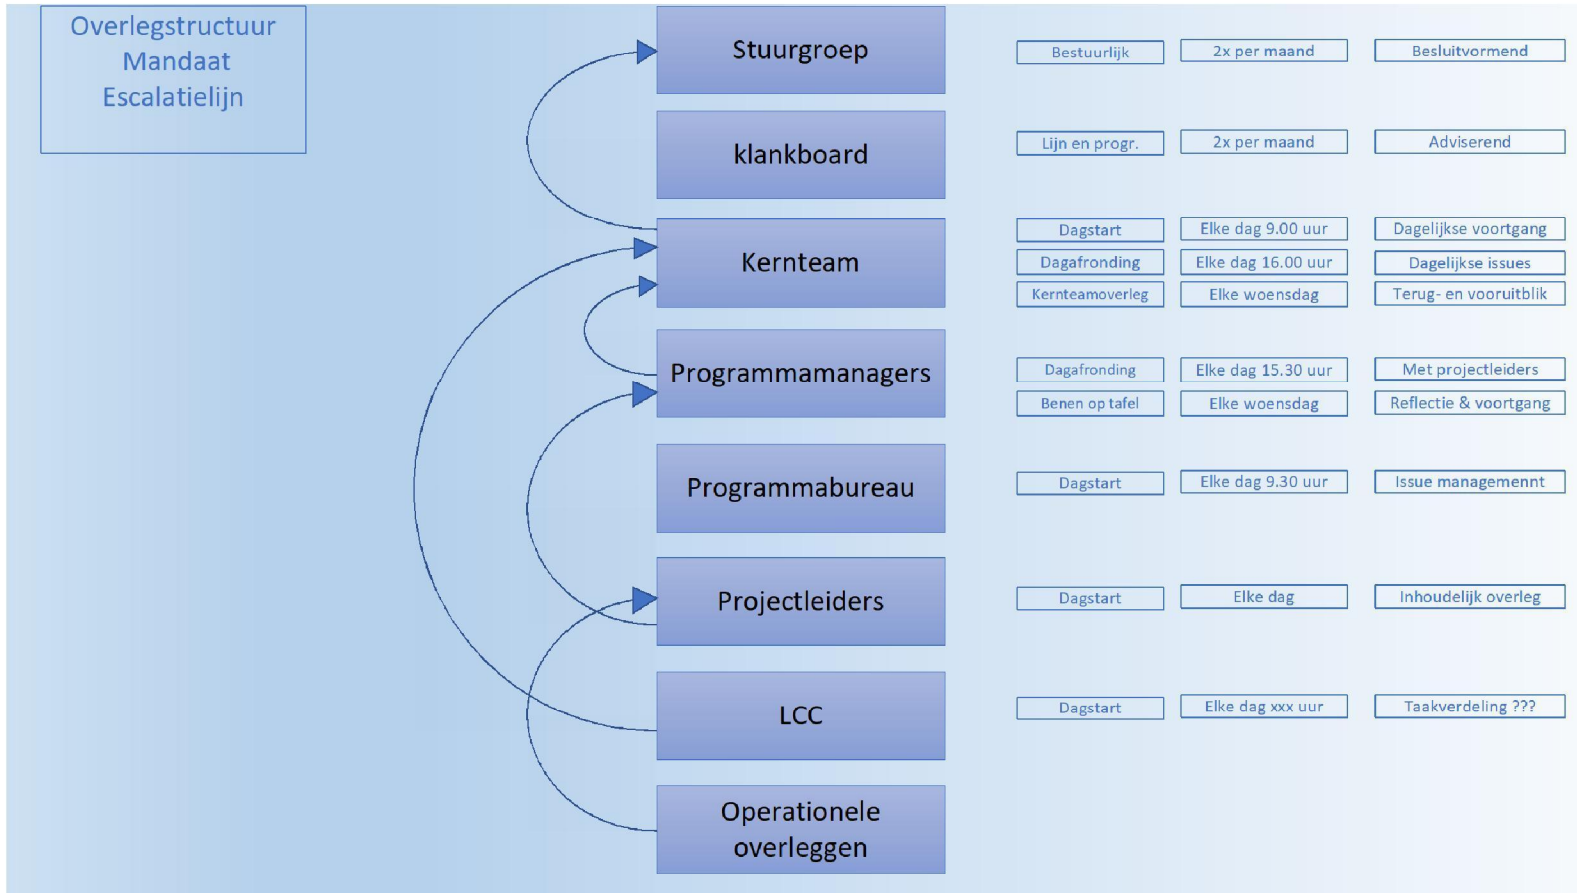 Overlegstructuur
Mandaat
Escalatielijn
Stuurgroep
Bestuurlijk
2x per maand
Besluitvormend
klankboard
Lijn en progr.
2x per maand
Adviserend
Kernteam
Dagstart
Elke dag 9.00 uur
Dagelijkse voortgang
Dagafronding
Elke dag 16.00 uur
Dagelijkse issues
Kernteamoverleg
Elke woensdag
Terug- en vooruitblik
Programmamanagers
Dagafronding
Elke dag 15.30 uur
Met projectleiders
Benen op tafel
Elke woensdag
Reflectie & voortgang
Programmabureau
Dagstart
Elke dag 9.30 uur
Issue managemennt
Projectleiders
Dagstart
Elke dag
Inhoudelijk overleg
LCC
Dagstart
Elke dag xxx uur
Taakverdeling ???
Operationele
overleggen